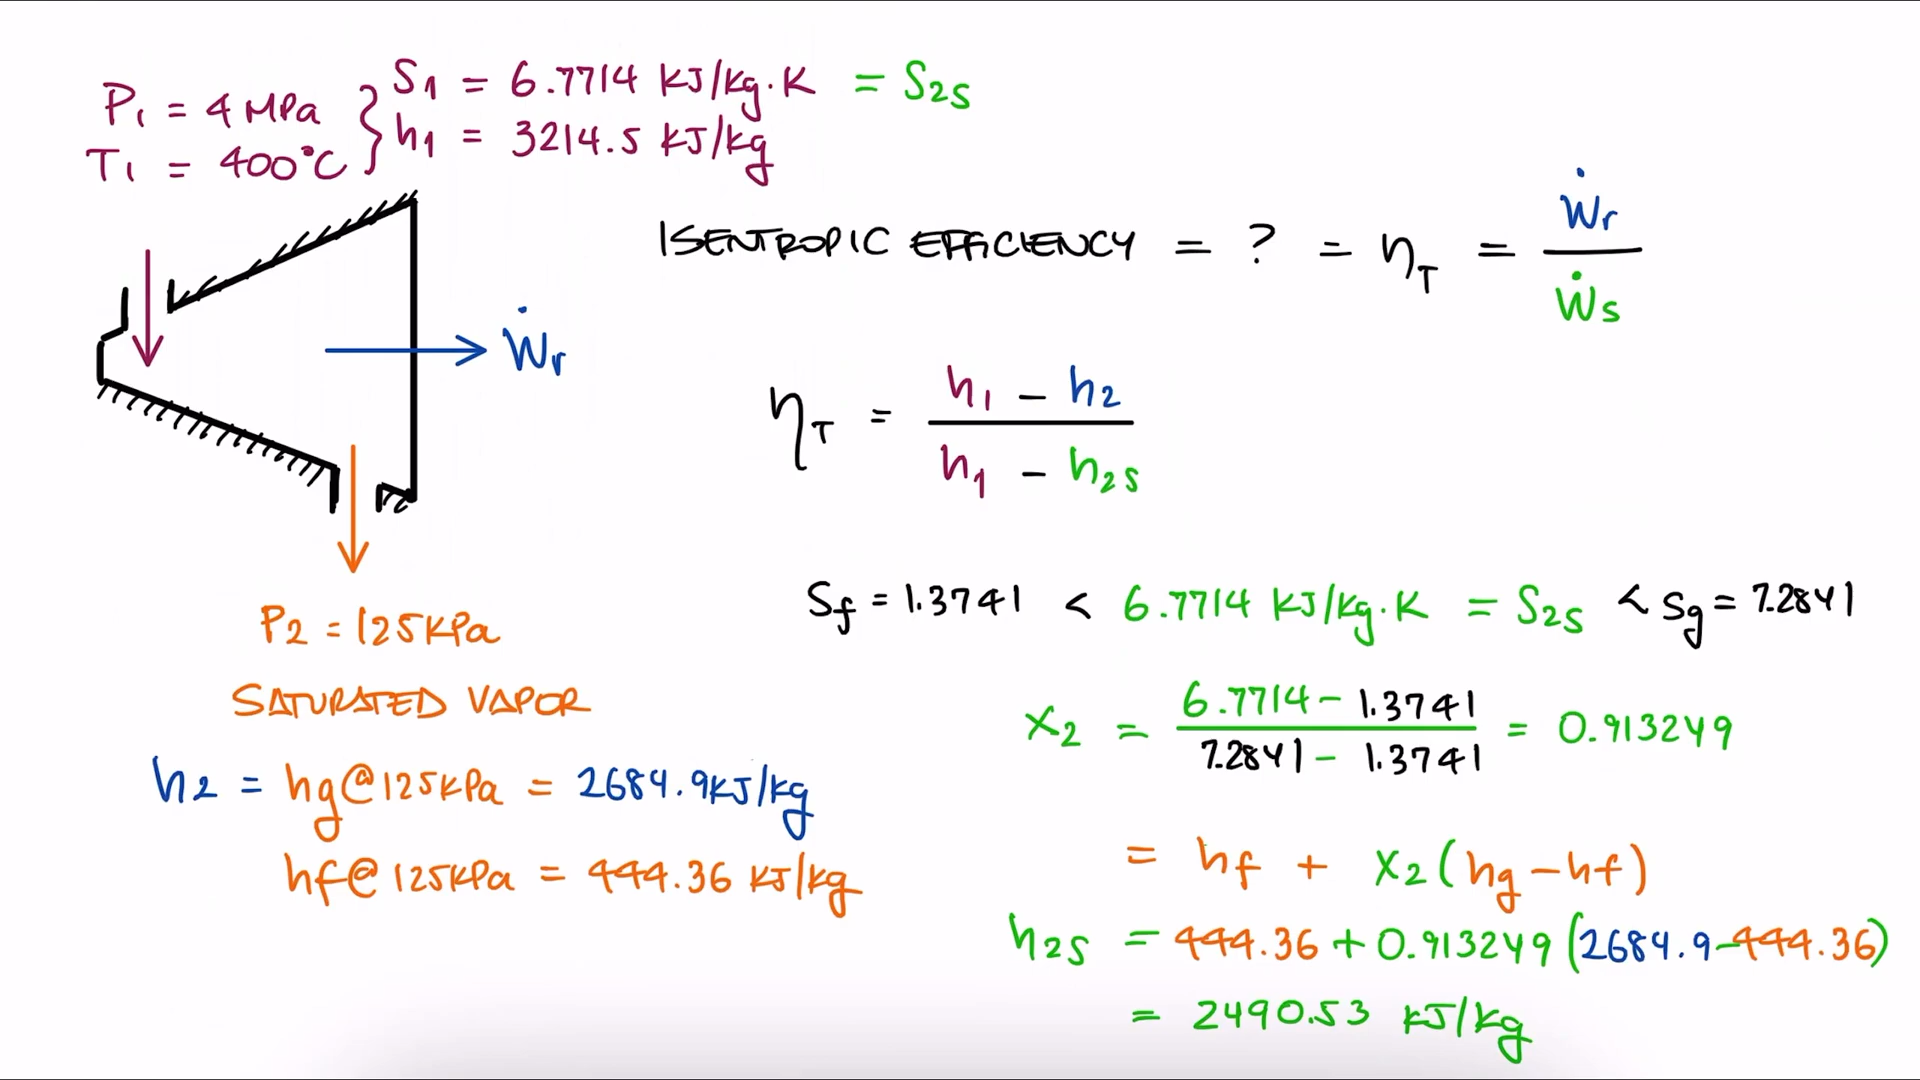 P₁ = 4 MPa
T₁ = 400°C
S₁ = 6.7714 kJ/kg·K = S₂s
h₁ = 3214.5 kJ/kg
ISENTROPIC EFFICIENCY = ? = ηT = Ẇr / Ẇs
Ẇr
ηT = h₁ - h₂ / h₁ - h₂s
P₂ = 125kPa
SATURATED VAPOR
h₂ = hg@125kPa = 2684.9kJ/kg
hf@125kPa = 444.36 kJ/kg
Sf = 1.3741 < 6.7714 kJ/kg·K = S₂s < Sg = 7.2841
x₂ = 6.7714 - 1.3741 / 7.2841 - 1.3741 = 0.913249
= hf + x₂(hg - hf)
h₂s = 444.36 + 0.913249(2684.9-444.36)
= 2490.53 kJ/kg